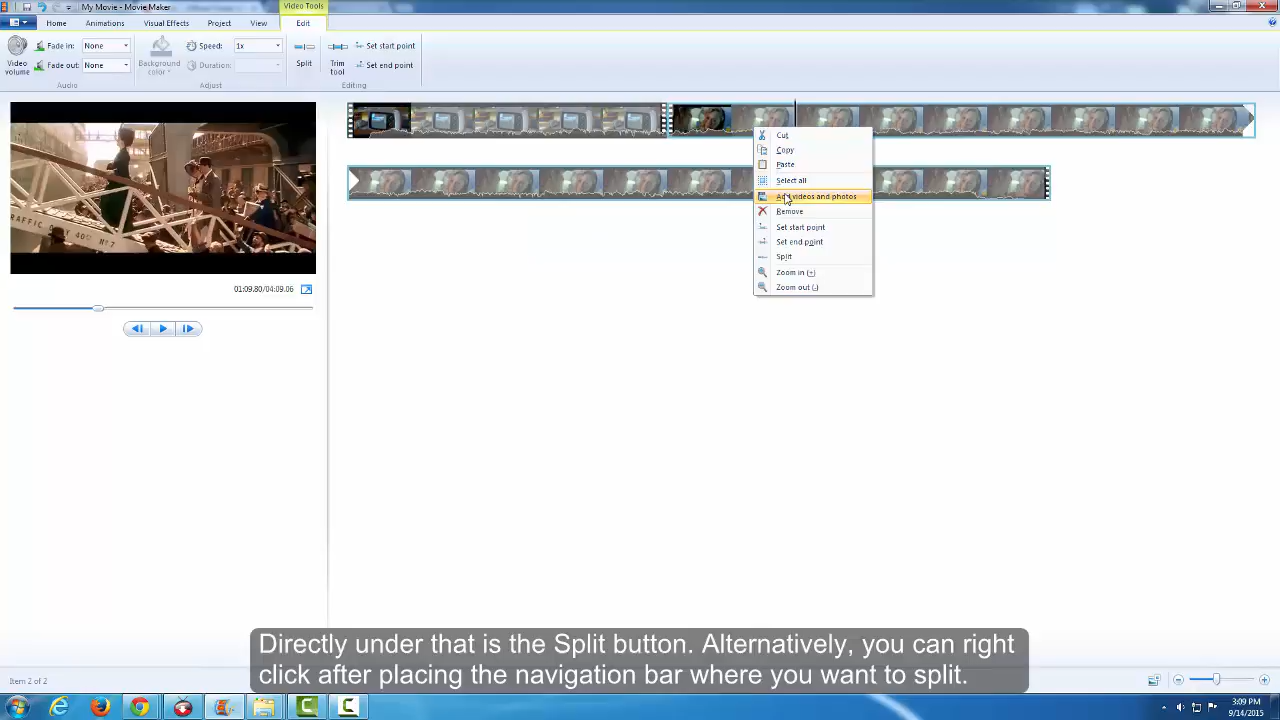 My Movie - Movie Maker
Video Tools
Home
Animations
Visual Effects
Project
View
Edit
Video volume
Fade in:
None
Fade out:
None
Audio
Background color
Speed:
1x
Duration:
Adjust
Split
Trim tool
Set start point
Set end point
Editing
TRAFFIC ONLY 40" Nº7
01:09.80/04:09.06
Cut
Copy
Paste
Select all
Add videos and photos
Remove
Set start point
Set end point
Split
Zoom in (+)
Zoom out (-)
Directly under that is the Split button. Alternatively, you can right
click after placing the navigation bar where you want to split.
Item 2 of 2
3:09 PM
9/14/2015